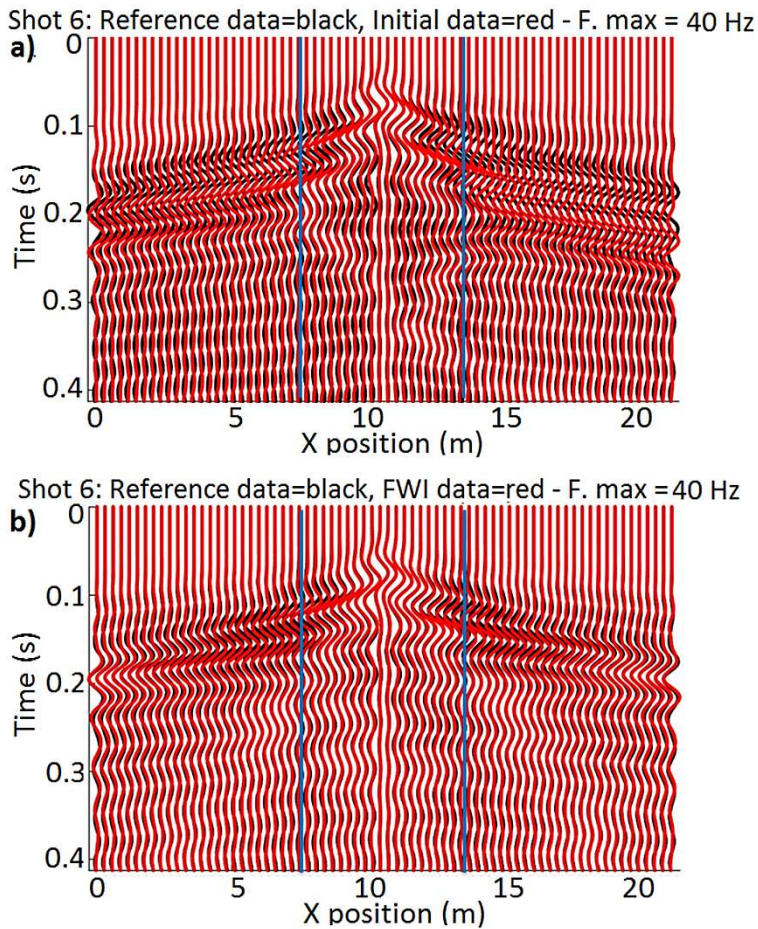 Shot 6: Reference data=black, Initial data=red - F. max = 40 Hz
a)
0
0.1
0.2
0.3
0.4
Time (s)
0 5 10 15 20
X position (m)
Shot 6: Reference data=black, FWI data=red - F. max = 40 Hz
b)
0
0.1
0.2
0.3
0.4
Time (s)
0 5 10 15 20
X position (m)